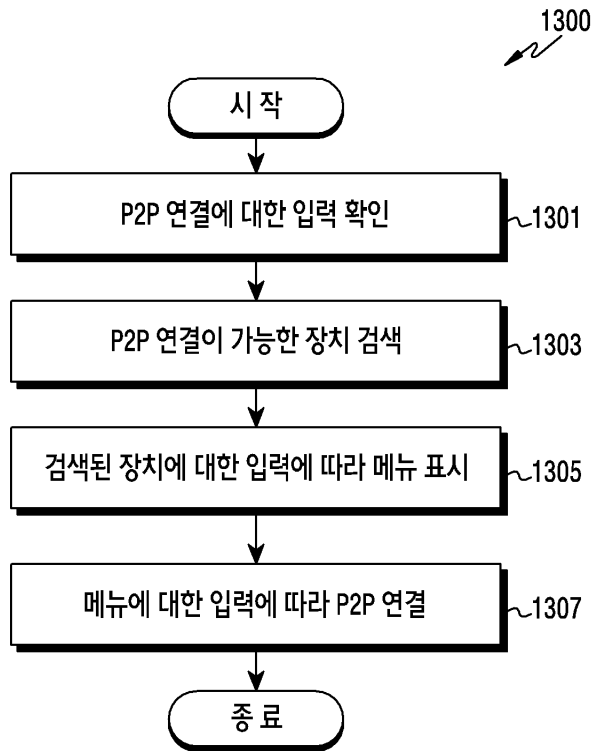 1300
시 작
P2P 연결에 대한 입력 확인
1301
P2P 연결이 가능한 장치 검색
1303
검색된 장치에 대한 입력에 따라 메뉴 표시
1305
메뉴에 대한 입력에 따라 P2P 연결
1307
종 료